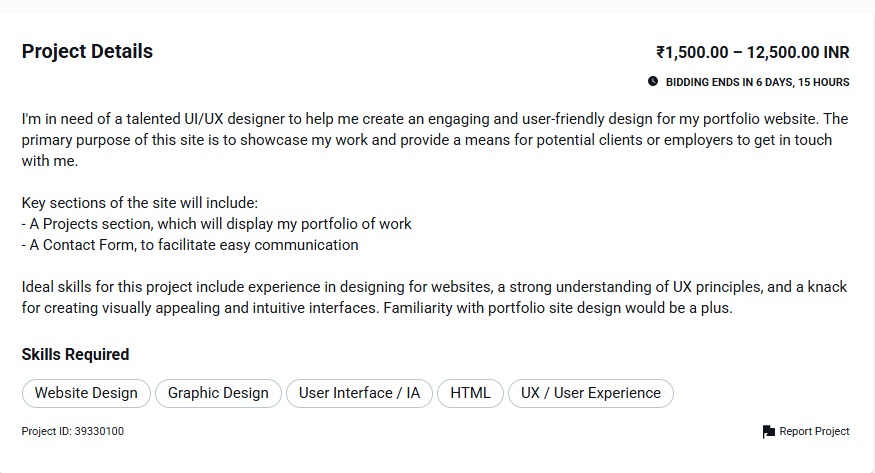 Project Details
₹1,500.00 – 12,500.00 INR
BIDDING ENDS IN 6 DAYS, 15 HOURS
I'm in need of a talented UI/UX designer to help me create an engaging and user-friendly design for my portfolio website. The
primary purpose of this site is to showcase my work and provide a means for potential clients or employers to get in touch
with me.
Key sections of the site will include:
- A Projects section, which will display my portfolio of work
- A Contact Form, to facilitate easy communication
Ideal skills for this project include experience in designing for websites, a strong understanding of UX principles, and a knack
for creating visually appealing and intuitive interfaces. Familiarity with portfolio site design would be a plus.
Skills Required
Website Design Graphic Design User Interface / IA HTML UX / User Experience
Project ID: 39330100 Report Project